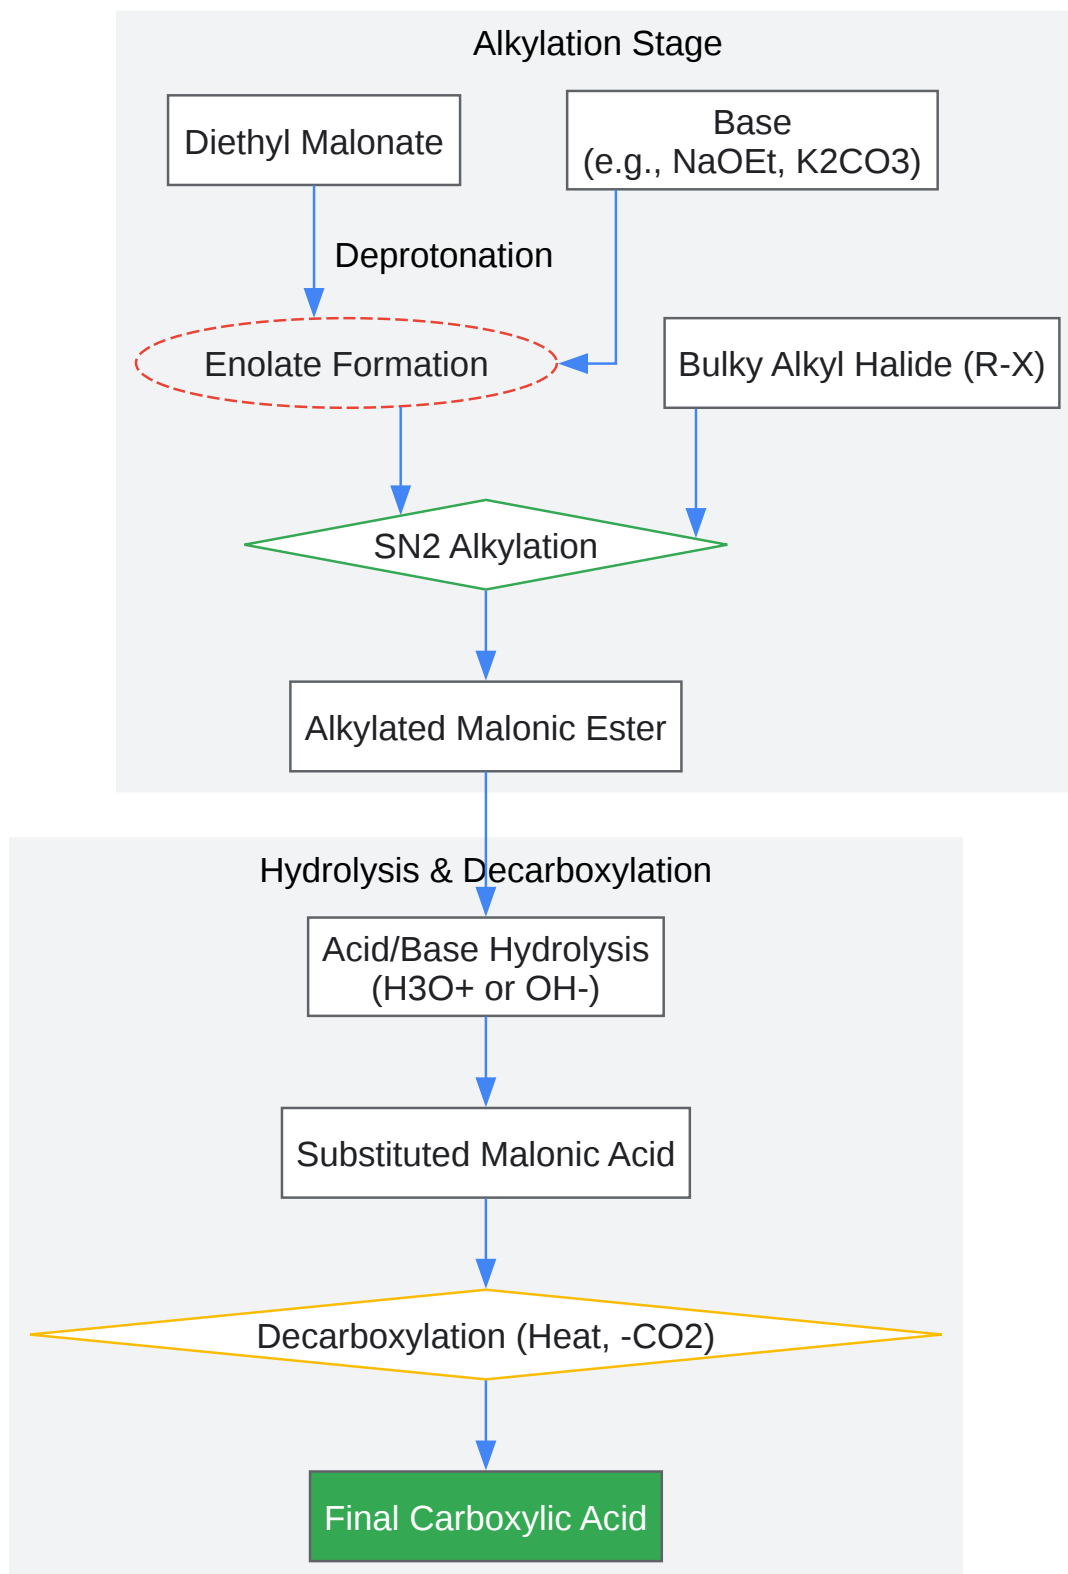 Alkylation Stage
Diethyl Malonate
Base
(e.g., NaOEt, K2CO3)
Deprotonation
Enolate Formation
Bulky Alkyl Halide (R-X)
SN2 Alkylation
Alkylated Malonic Ester
Hydrolysis & Decarboxylation
Acid/Base Hydrolysis
(H3O+ or OH-)
Substituted Malonic Acid
Decarboxylation (Heat, -CO2)
Final Carboxylic Acid